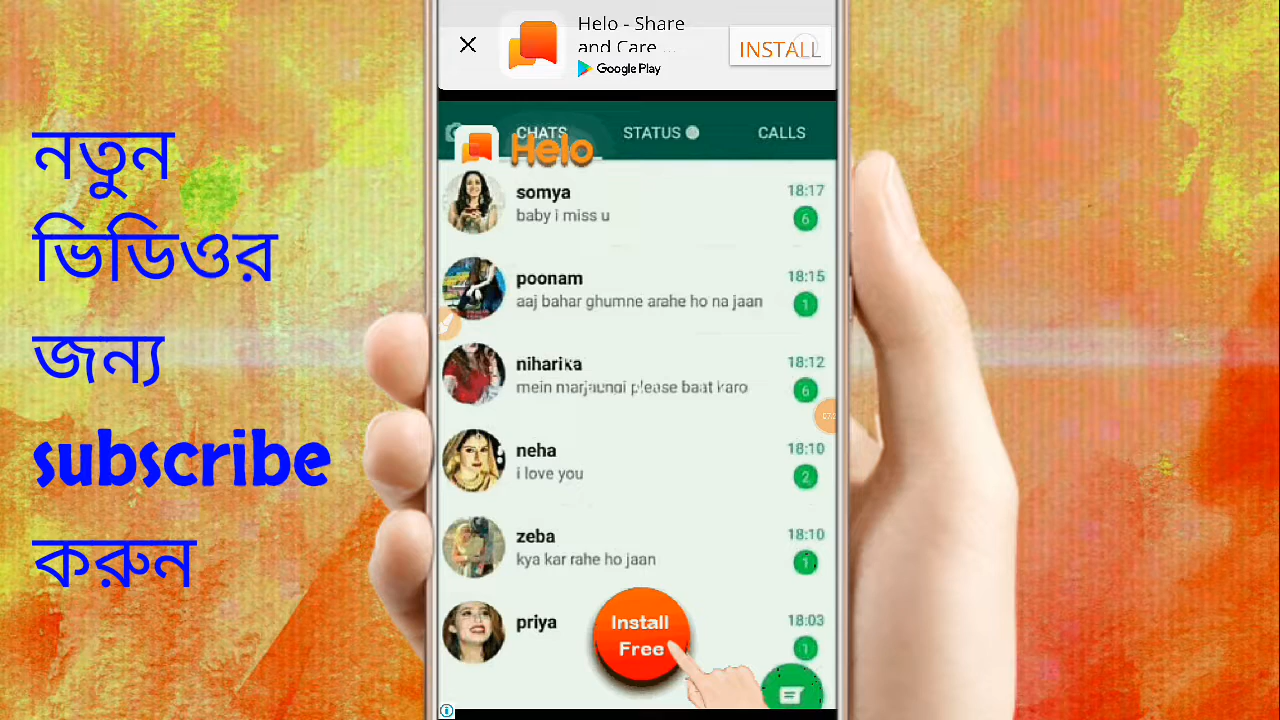 নতুন
ভিডিওর
জন্য
subscribe
করুন
Helo - Share
and Care ...
Google Play
INSTALL
CHATS STATUS CALLS
Helo
somya 18:17
baby i miss u 6
poonam 18:15
aaj bahar ghumne arahe ho na jaan 1
niharika 18:12
mein marjaungi please baat karo 6
neha 18:10
i love you 2
zeba 18:10
kya kar rahe ho jaan 1
priya 18:03
1
Install
Free